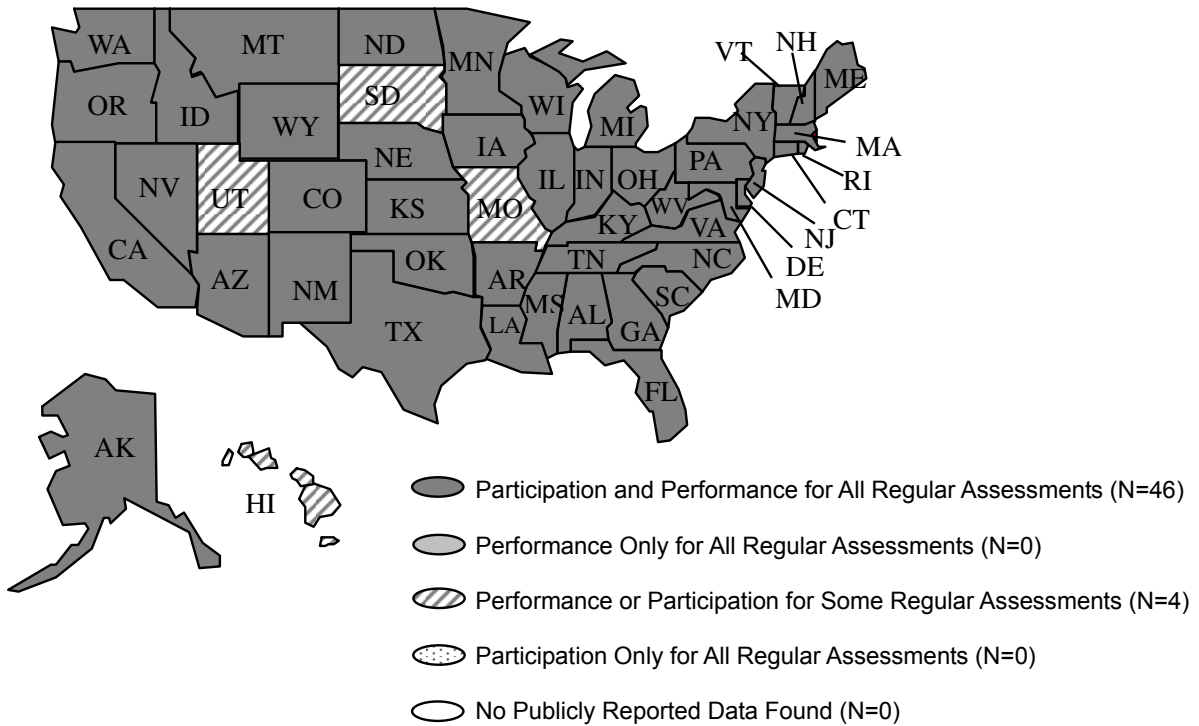 WA
MT
ND
MN
VT
NH
ME
OR
ID
SD
WI
MI
NY
WY
MA
IA
NE
PA
RI
NV
UT
CO
IL
IN
OH
CT
KS
MO
WV
KY
VA
NJ
CA
AZ
NM
OK
AR
TN
NC
DE
MD
MS
AL
SC
TX
LA
GA
FL
AK
HI
Participation and Performance for All Regular Assessments (N=46)
Performance Only for All Regular Assessments (N=0)
Performance or Participation for Some Regular Assessments (N=4)
Participation Only for All Regular Assessments (N=0)
No Publicly Reported Data Found (N=0)